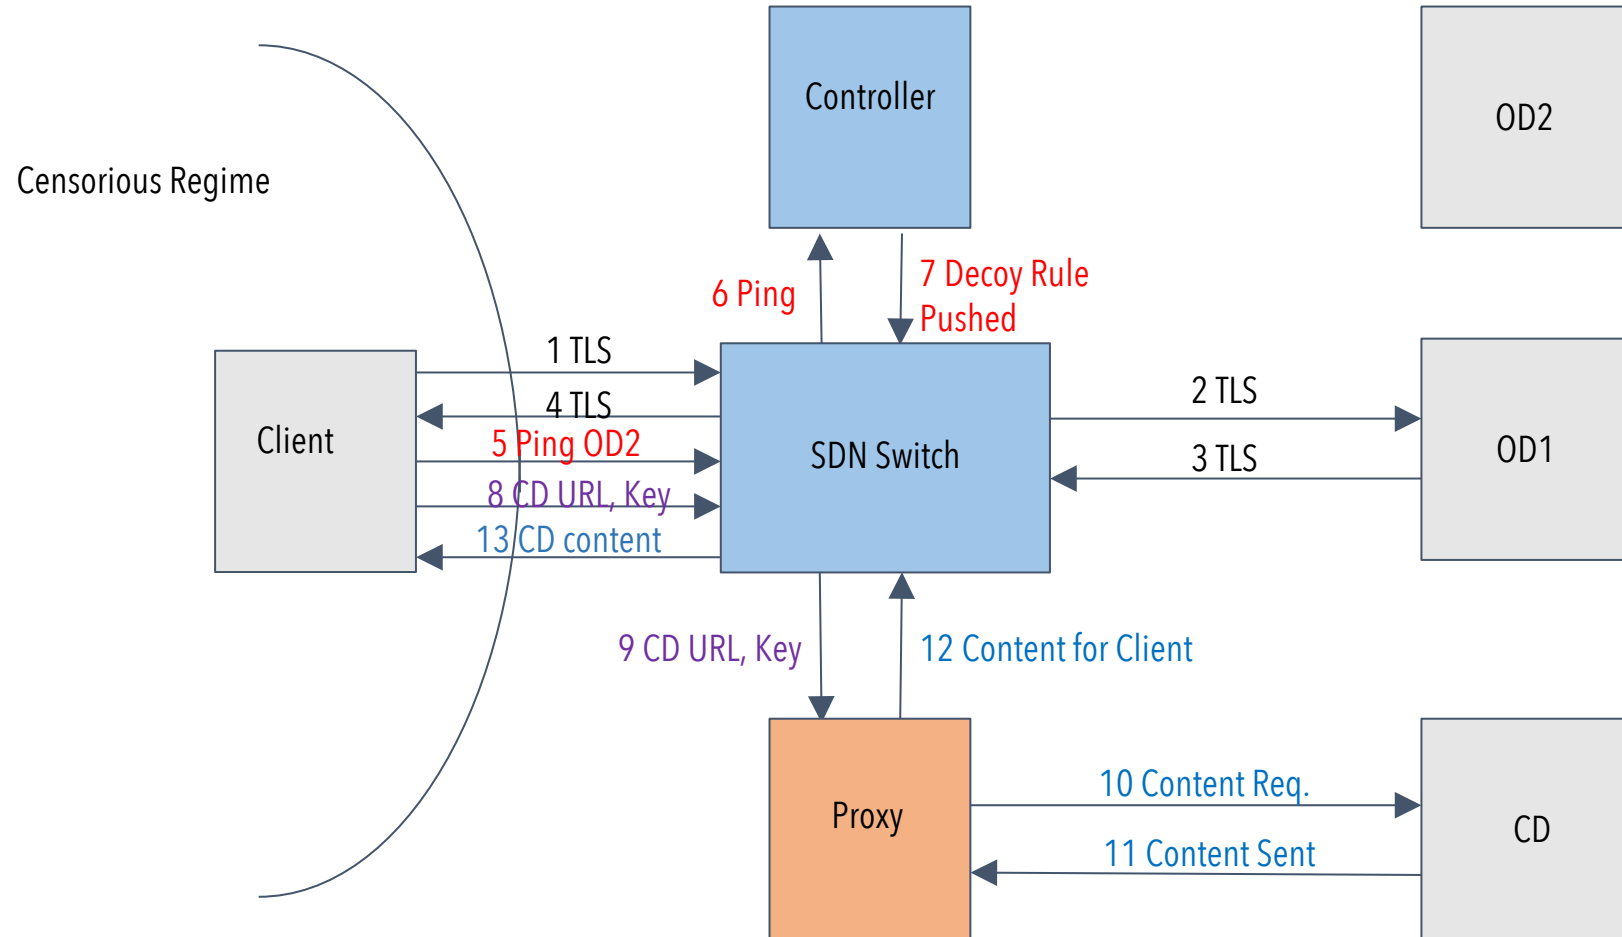 Controller
OD2
Censorious Regime
6 Ping
7 Decoy Rule
Pushed
1 TLS
4 TLS
5 Ping OD2
8 CD URL, Key
13 CD content
Client
SDN Switch
2 TLS
3 TLS
OD1
9 CD URL, Key
12 Content for Client
Proxy
10 Content Req.
11 Content Sent
CD